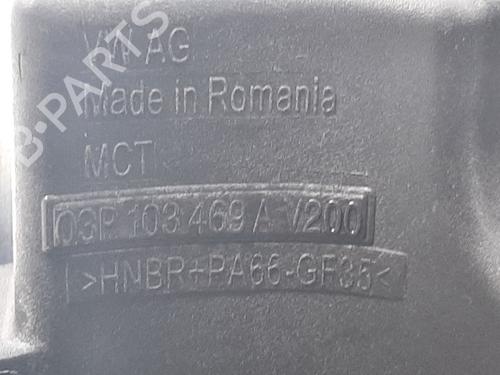 VW AG
Made in Romania
MCT
03P 103 469 A V200
>HNBR+PA66-GF35<
B-PARTS